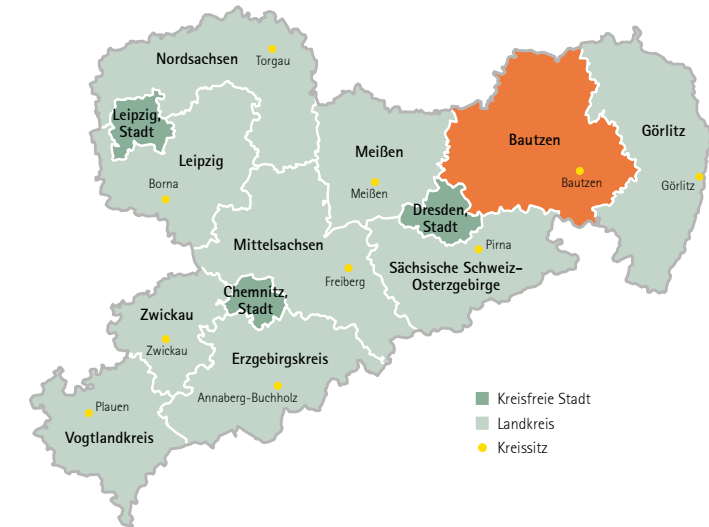 Nordsachsen
Torgau
Leipzig,
Stadt
Leipzig
Borna
Meißen
Meißen
Bautzen
Bautzen
Görlitz
Görlitz
Dresden,
Stadt
Mittelsachsen
Freiberg
Pirna
Sächsische Schweiz-
Osterzgebirge
Chemnitz,
Stadt
Zwickau
Zwickau
Erzgebirgskreis
Annaberg-Buchholz
Plauen
Vogtlandkreis
Kreisfreie Stadt
Landkreis
Kreissitz